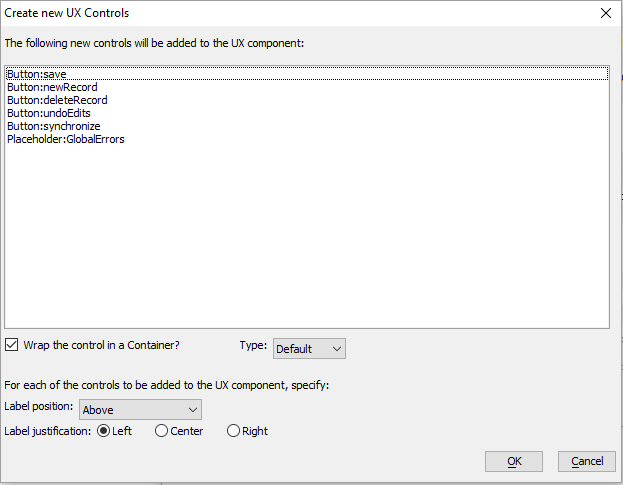 Create new UX Controls
The following new controls will be added to the UX component:
Button:save
Button:newRecord
Button:deleteRecord
Button:undoEdits
Button:synchronize
Placeholder:GlobalErrors
Wrap the control in a Container? Type: Default
For each of the controls to be added to the UX component, specify:
Label position: Above
Label justification: Left Center Right
OK Cancel